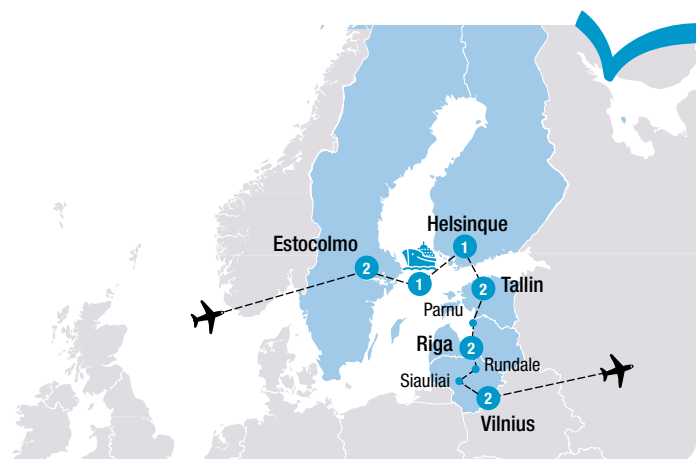 Helsinque
1
Estocolmo
2
1
2
Tallin
Parnu
Riga
2
Rundale
Siauliai
2
Vilnius